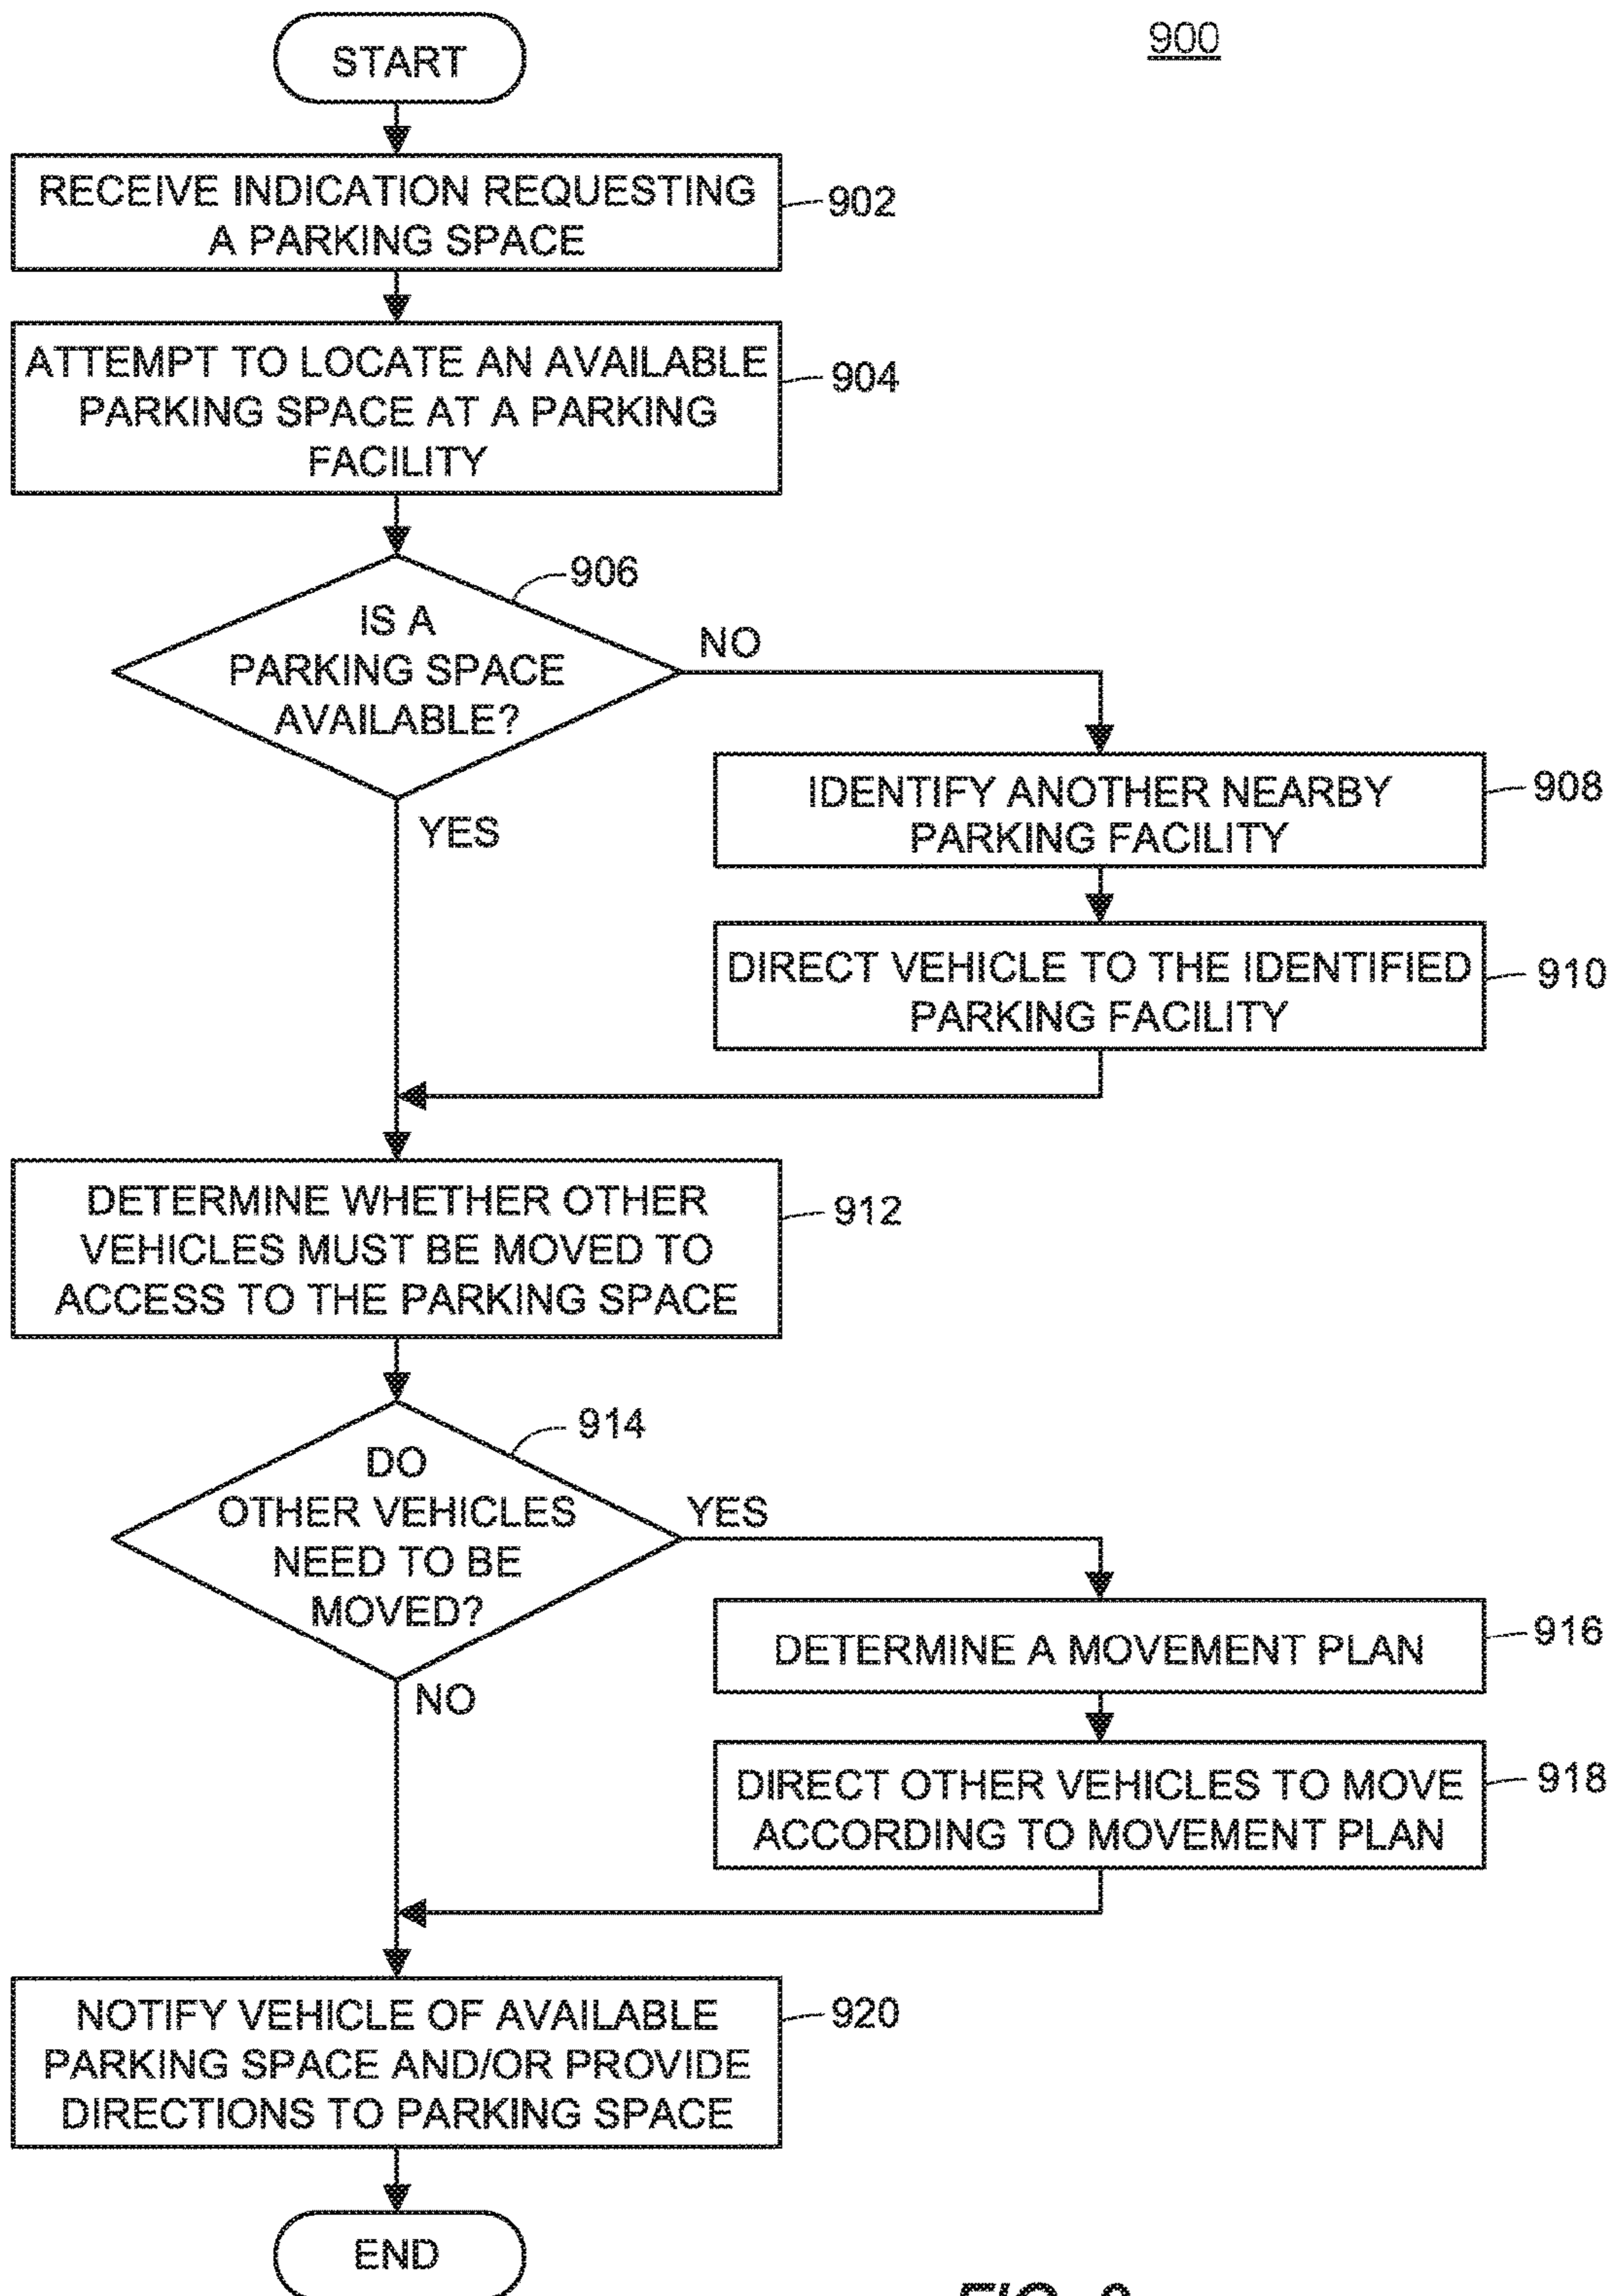 900
START
RECEIVE INDICATION REQUESTING
A PARKING SPACE
902
ATTEMPT TO LOCATE AN AVAILABLE
PARKING SPACE AT A PARKING
FACILITY
904
906
IS A
PARKING SPACE
AVAILABLE?
NO
YES
IDENTIFY ANOTHER NEARBY
PARKING FACILITY
908
DIRECT VEHICLE TO THE IDENTIFIED
PARKING FACILITY
910
DETERMINE WHETHER OTHER
VEHICLES MUST BE MOVED TO
ACCESS TO THE PARKING SPACE
912
914
DO
OTHER VEHICLES
NEED TO BE
MOVED?
YES
NO
DETERMINE A MOVEMENT PLAN
916
DIRECT OTHER VEHICLES TO MOVE
ACCORDING TO MOVEMENT PLAN
918
NOTIFY VEHICLE OF AVAILABLE
PARKING SPACE AND/OR PROVIDE
DIRECTIONS TO PARKING SPACE
920
END